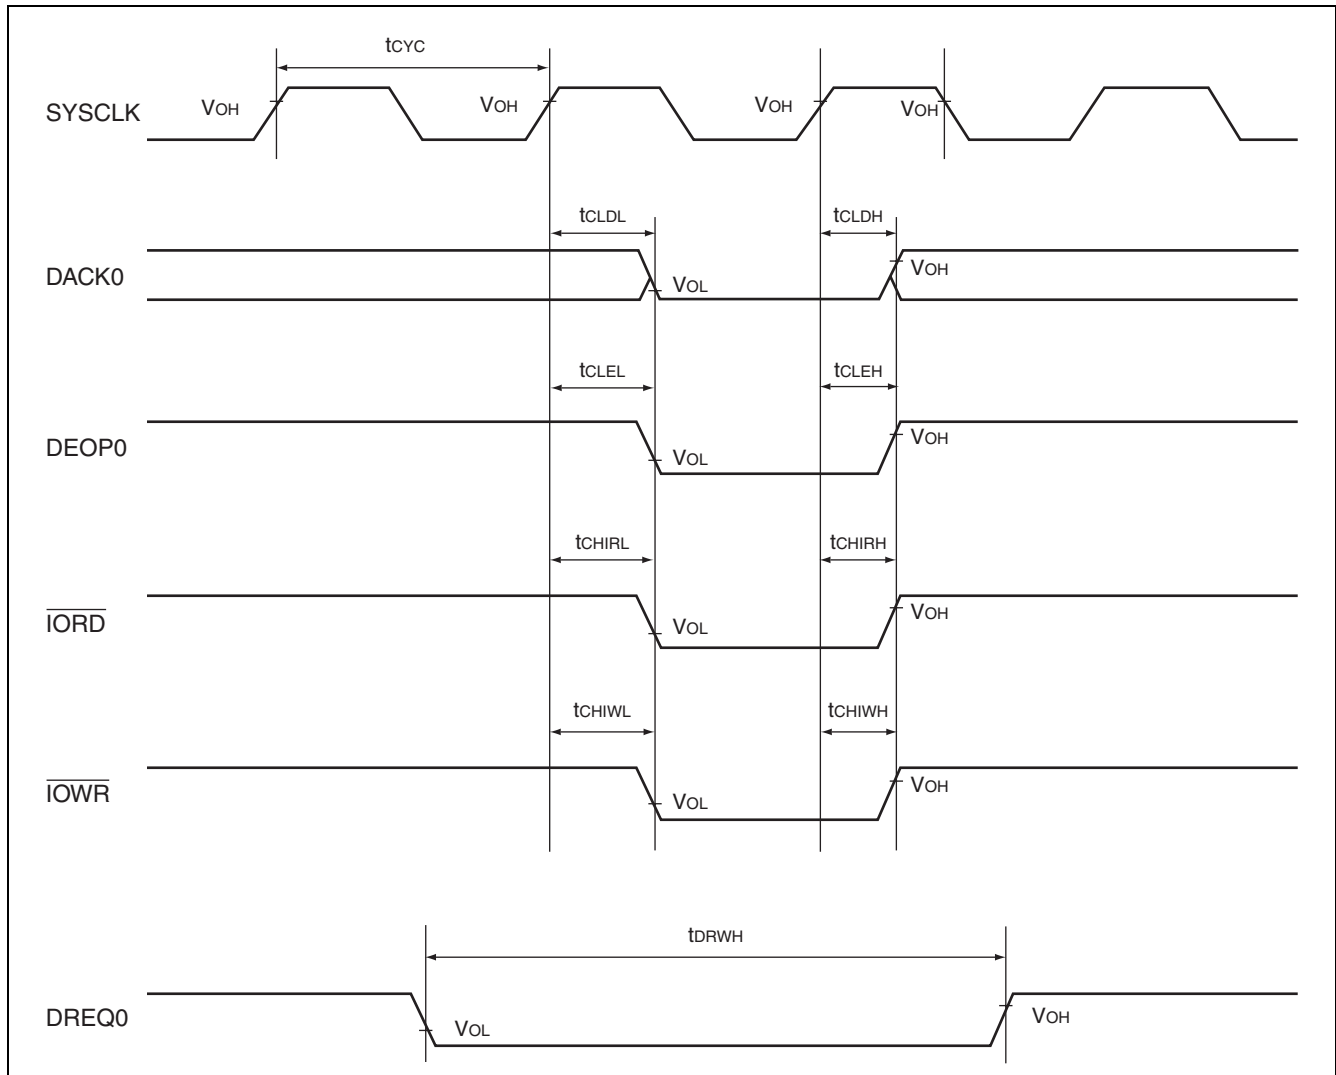 tCYC
SYSCLK VOH VOH VOH VOH
tCLDL tCLDH
DACK0 VOL VOH
tCLEL tCLEH
DEOP0 VOL VOH
tCHIRL tCHIRH
IORD VOL VOH
tCHIWL tCHIWH
IOWR VOL VOH
tDRWH
DREQ0 VOL VOH